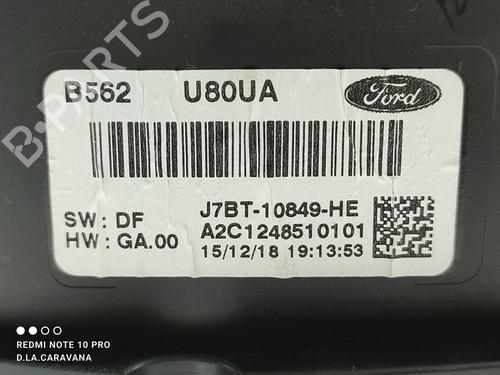 B-PARTS
B562 U80UA Ford
J7BT-10849-HE
SW: DF A2C1248510101
HW: GA.00 15/12/18 19:13:53
REDMI NOTE 10 PRO
D.LA.CARAVANA